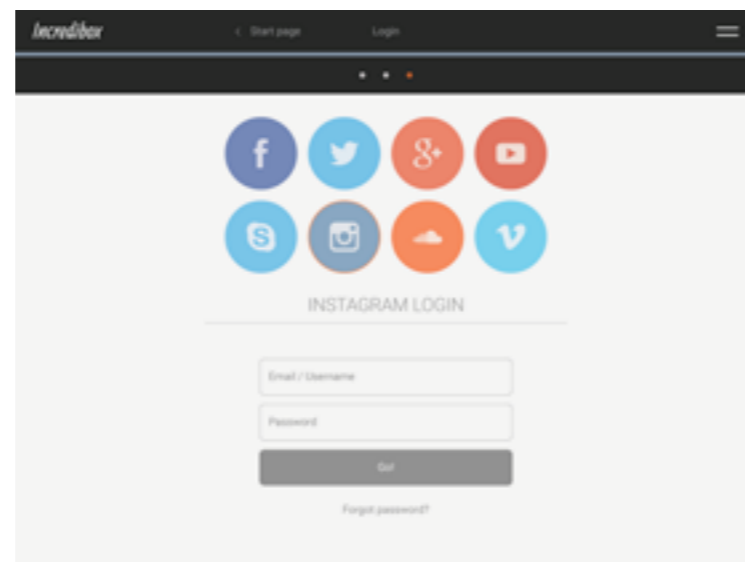 Incredibox
< Start page
Login
INSTAGRAM LOGIN
Email / Username
Password
Go!
Forgot password?